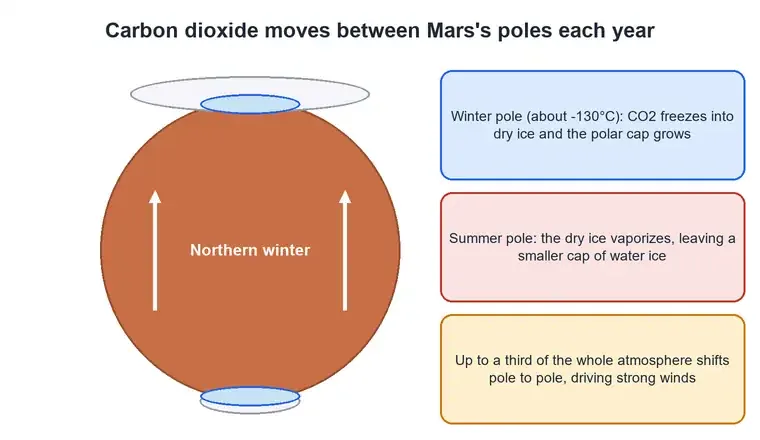 Carbon dioxide moves between Mars's poles each year
Northern winter
Winter pole (about -130°C): CO2 freezes into
dry ice and the polar cap grows
Summer pole: the dry ice vaporizes, leaving a
smaller cap of water ice
Up to a third of the whole atmosphere shifts
pole to pole, driving strong winds